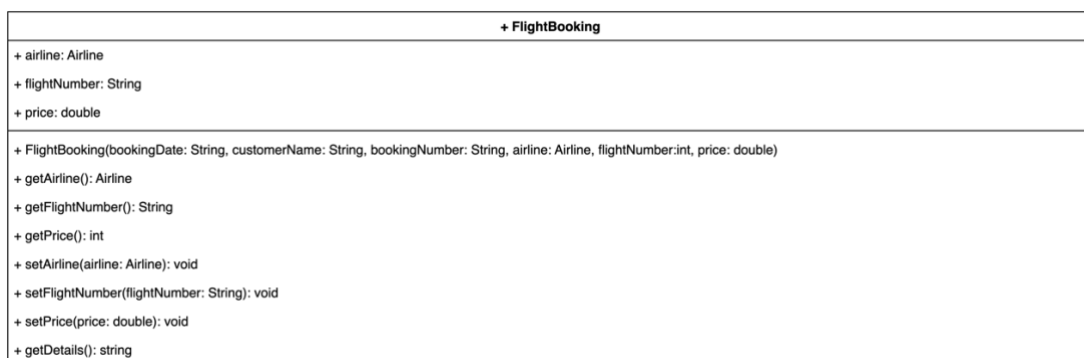 + FlightBooking
+ airline: Airline
+ flightNumber: String
+ price: double
+ FlightBooking(bookingDate: String, customerName: String, bookingNumber: String, airline: Airline, flightNumber:int, price: double)
+ getAirline(): Airline
+ getFlightNumber(): String
+ getPrice(): int
+ setAirline(airline: Airline): void
+ setFlightNumber(flightNumber: String): void
+ setPrice(price: double): void
+ getDetails(): string